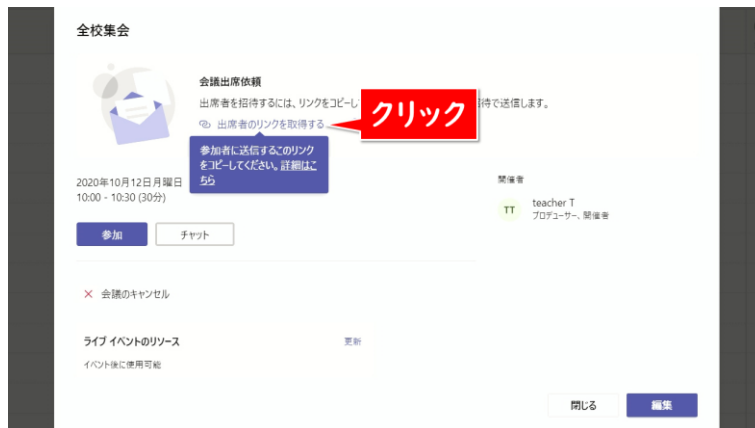 全校集会
会議出席依頼
出席者を招待するには、リンクをコピーし
待で送信します。
出席者のリンクを取得する
クリック
参加者に送信するこのリンク
をコピーしてください。詳細はこ
ちら
2020年10月12日月曜日
10:00 - 10:30 (30分)
開催者
TT
teacher T
プロデューサー、開催者
参加
チャット
× 会議のキャンセル
ライブ イベントのリソース
更新
イベント後に使用可能
閉じる
編集